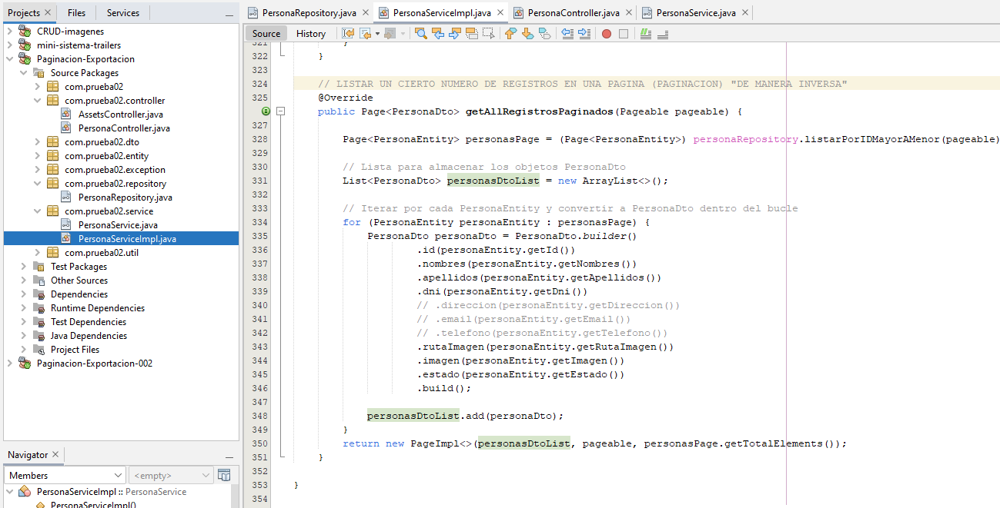 Projects
Files
Services
CRUD-imagenes
mini-sistema-trailers
Paginacion-Exportacion
Source Packages
com.prueba02
com.prueba02.controller
AssetsController.java
PersonaController.java
com.prueba02.dto
com.prueba02.entity
com.prueba02.exception
com.prueba02.repository
PersonaRepository.java
com.prueba02.service
PersonaService.java
PersonaServiceImpl.java
com.prueba02.util
Test Packages
Other Sources
Dependencies
Runtime Dependencies
Test Dependencies
Java Dependencies
Project Files
Paginacion-Exportacion-002
Navigator
Members
<empty>
PersonaServiceImpl :: PersonaService
PersonaServiceImpl()
PersonaRepository.java
PersonaServiceImpl.java
PersonaController.java
PersonaService.java
Source
History
321 }
322 }
323
324 // LISTAR UN CIERTO NUMERO DE REGISTROS EN UNA PAGINA (PAGINACION) "DE MANERA INVERSA"
325 @Override
public Page<PersonaDto> getAllRegistrosPaginados(Pageable pageable) {
327
328 Page<PersonaEntity> personasPage = (Page<PersonaEntity>) personaRepository.listarPorIDMayorAMenor(pageable)
329
330 // Lista para almacenar los objetos PersonaDto
331 List<PersonaDto> personasDtoList = new ArrayList<>();
332
333 // Iterar por cada PersonaEntity y convertir a PersonaDto dentro del bucle
334 for (PersonaEntity personaEntity : personasPage) {
335 PersonaDto personaDto = PersonaDto.builder()
336 .id(personaEntity.getId())
337 .nombres(personaEntity.getNombres())
338 .apellidos(personaEntity.getApellidos())
339 .dni(personaEntity.getDni())
340 // .direccion(personaEntity.getDireccion())
341 // .email(personaEntity.getEmail())
342 // .telefono(personaEntity.getTelefono())
343 .rutaImagen(personaEntity.getRutaImagen())
344 .imagen(personaEntity.getImagen())
345 .estado(personaEntity.getEstado())
346 .build();
347
348 personasDtoList.add(personaDto);
349 }
350 return new PageImpl<>(personasDtoList, pageable, personasPage.getTotalElements());
351 }
352
353 }
354